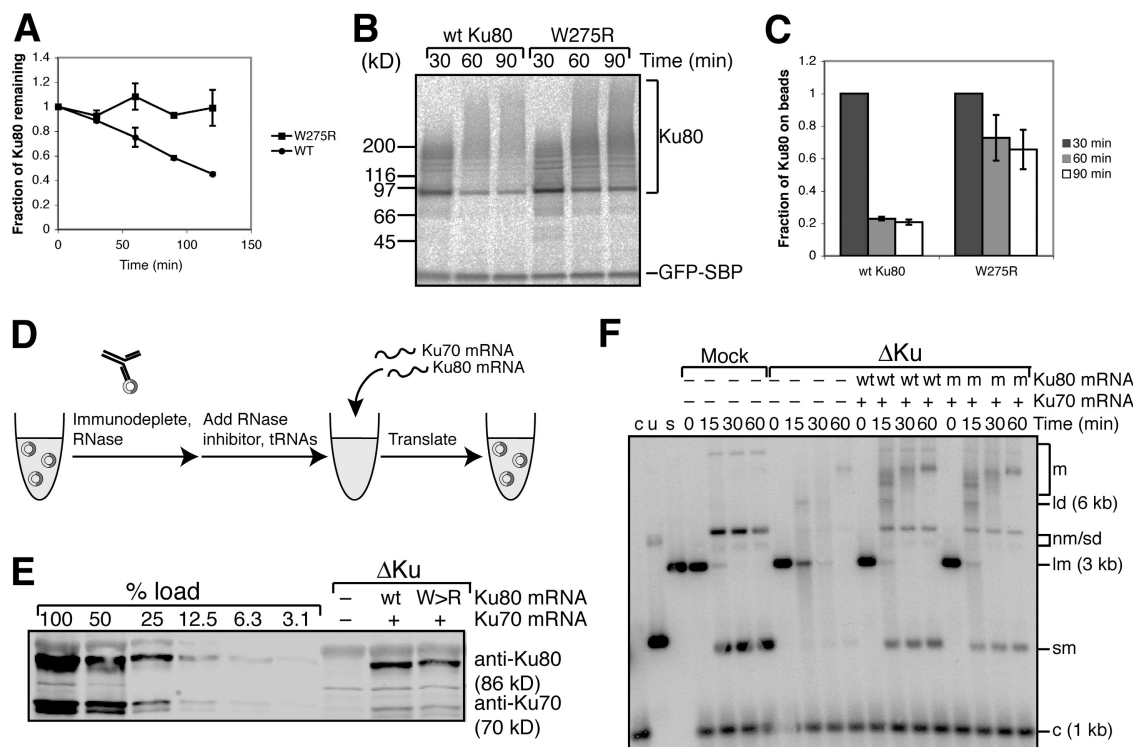 A
Fraction of Ku80 remaining
1.4
1.2
1
0.8
0.6
0.4
0.2
0
0 50 100 150
Time (min)
W275R
WT
B
wt Ku80 W275R
(kD) 30 60 90 30 60 90 Time (min)
200
116
97
66
45
Ku80
GFP-SBP
C
Fraction of Ku80 on beads
1.2
1
0.8
0.6
0.4
0.2
0
wt Ku80 W275R
30 min
60 min
90 min
D
Immunodeplete,
RNase
Add RNase
inhibitor, tRNAs
Ku70 mRNA
Ku80 mRNA
Translate
E
% load
100 50 25 12.5 6.3 3.1
ΔKu
– wt W>R Ku80 mRNA
– + + Ku70 mRNA
anti-Ku80
(86 kD)
anti-Ku70
(70 kD)
F
Mock ΔKu
– – – – – – – – wt wt wt wt m m m m Ku80 mRNA
– – – – – – – – + + + + + + + + Ku70 mRNA
c u s 0 15 30 60 0 15 30 60 0 15 30 60 0 15 30 60 Time (min)
m
ld (6 kb)
nm/sd
lm (3 kb)
sm
c (1 kb)